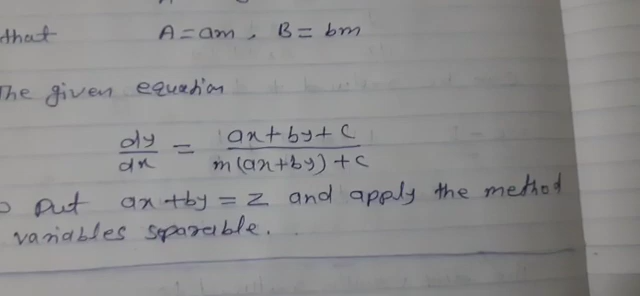 that A = am, B = bm
The given equation
dy/dx = ax+by+c / m(ax+by)+c
put ax+by = z and apply the method
variables separable.